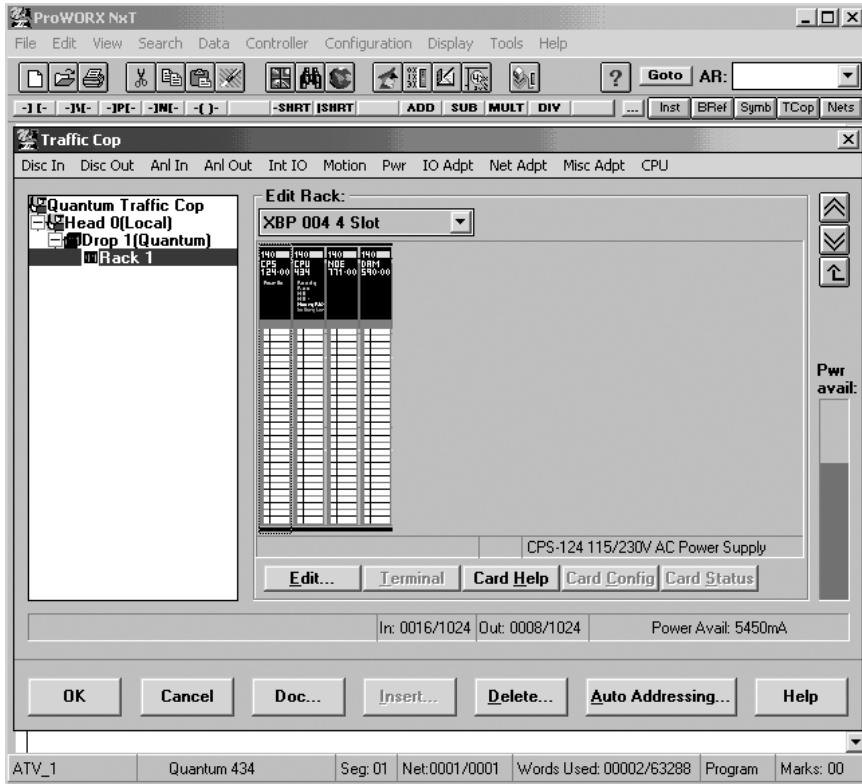 ProWORX NxT
File Edit View Search Data Controller Configuration Display Tools Help
Goto AR:
-] [- -]\[- -]P[- -]N[- -( )- -SHRT |SHRT ADD SUB MULT DIV ... Inst BRef Symb TCop Nets
Traffic Cop
Disc In Disc Out Anl In Anl Out Int IO Motion Pwr IO Adpt Net Adpt Misc Adpt CPU
Quantum Traffic Cop
Head 0(Local)
Drop 1(Quantum)
Rack 1
Edit Rack:
XBP 004 4 Slot
140 140 140 140
CPS CPU NOE DRM
124-00 434 771-00 590-00
Power Ok Ready
Run
Pwr
avail:
CPS-124 115/230V AC Power Supply
Edit... Terminal Card Help Card Config Card Status
In: 0016/1024 Out: 0008/1024 Power Avail: 5450mA
OK Cancel Doc... Insert... Delete... Auto Addressing... Help
ATV_1 Quantum 434 Seg: 01 Net:0001/0001 Words Used: 00002/63288 Program Marks: 00